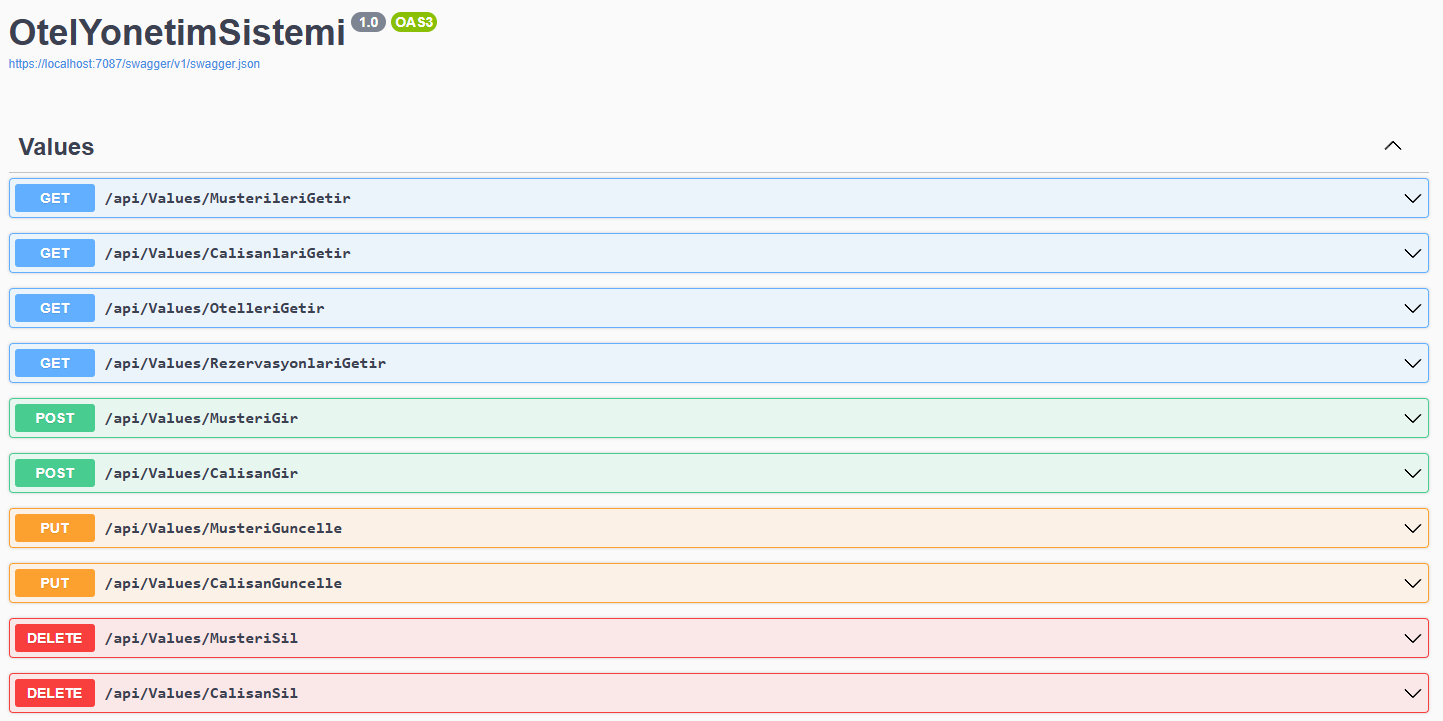 OtelYonetimSistemi 1.0 OAS3
https://localhost:7087/swagger/v1/swagger.json
Values
GET /api/Values/MusterileriGetir
GET /api/Values/CalisanlariGetir
GET /api/Values/OtelleriGetir
GET /api/Values/RezervasyonlariGetir
POST /api/Values/MusteriGir
POST /api/Values/CalisanGir
PUT /api/Values/MusteriGuncelle
PUT /api/Values/CalisanGuncelle
DELETE /api/Values/MusteriSil
DELETE /api/Values/CalisanSil